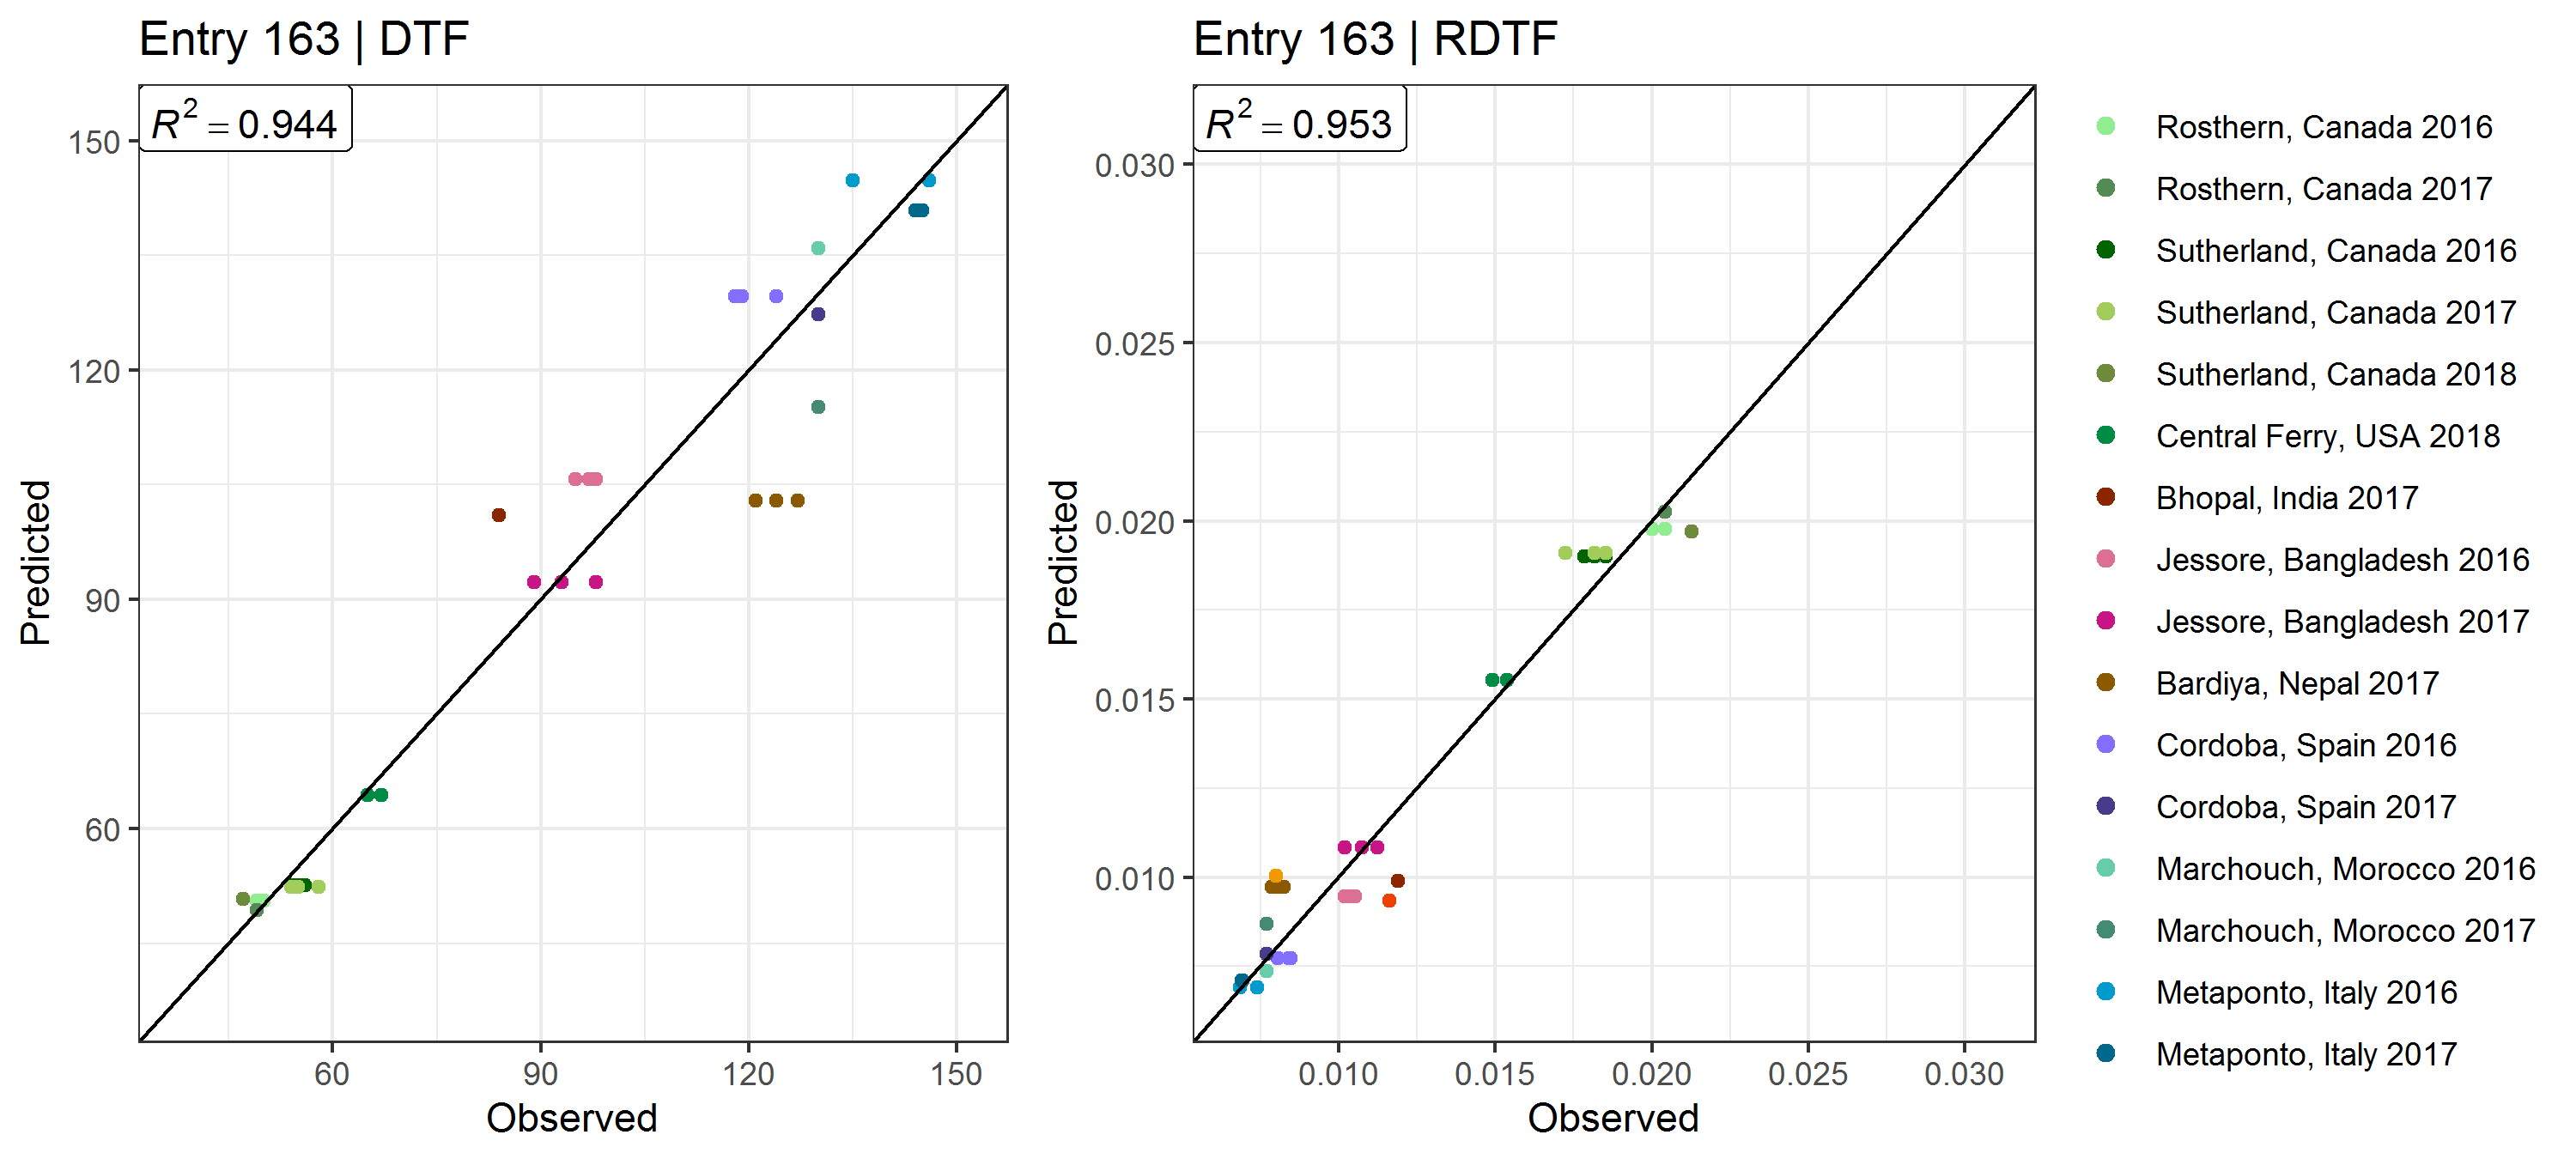 Entry 163 | DTF
R² = 0.944
150
120
90
60
Predicted
60 90 120 150
Observed
Entry 163 | RDTF
R² = 0.953
0.030
0.025
0.020
0.015
0.010
Predicted
0.010 0.015 0.020 0.025 0.030
Observed
Rosthern, Canada 2016
Rosthern, Canada 2017
Sutherland, Canada 2016
Sutherland, Canada 2017
Sutherland, Canada 2018
Central Ferry, USA 2018
Bhopal, India 2017
Jessore, Bangladesh 2016
Jessore, Bangladesh 2017
Bardiya, Nepal 2017
Cordoba, Spain 2016
Cordoba, Spain 2017
Marchouch, Morocco 2016
Marchouch, Morocco 2017
Metaponto, Italy 2016
Metaponto, Italy 2017